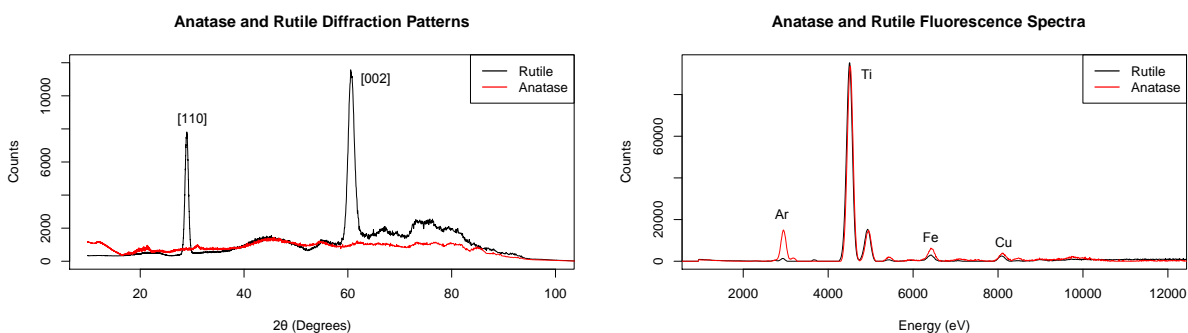 Anatase and Rutile Diffraction Patterns
Counts
0 2000 6000 10000
[110]
[002]
Rutile
Anatase
20 40 60 80 100
2θ (Degrees)
Anatase and Rutile Fluorescence Spectra
Counts
0 20000 60000
Ar
Ti
Fe
Cu
Rutile
Anatase
2000 4000 6000 8000 10000 12000
Energy (eV)